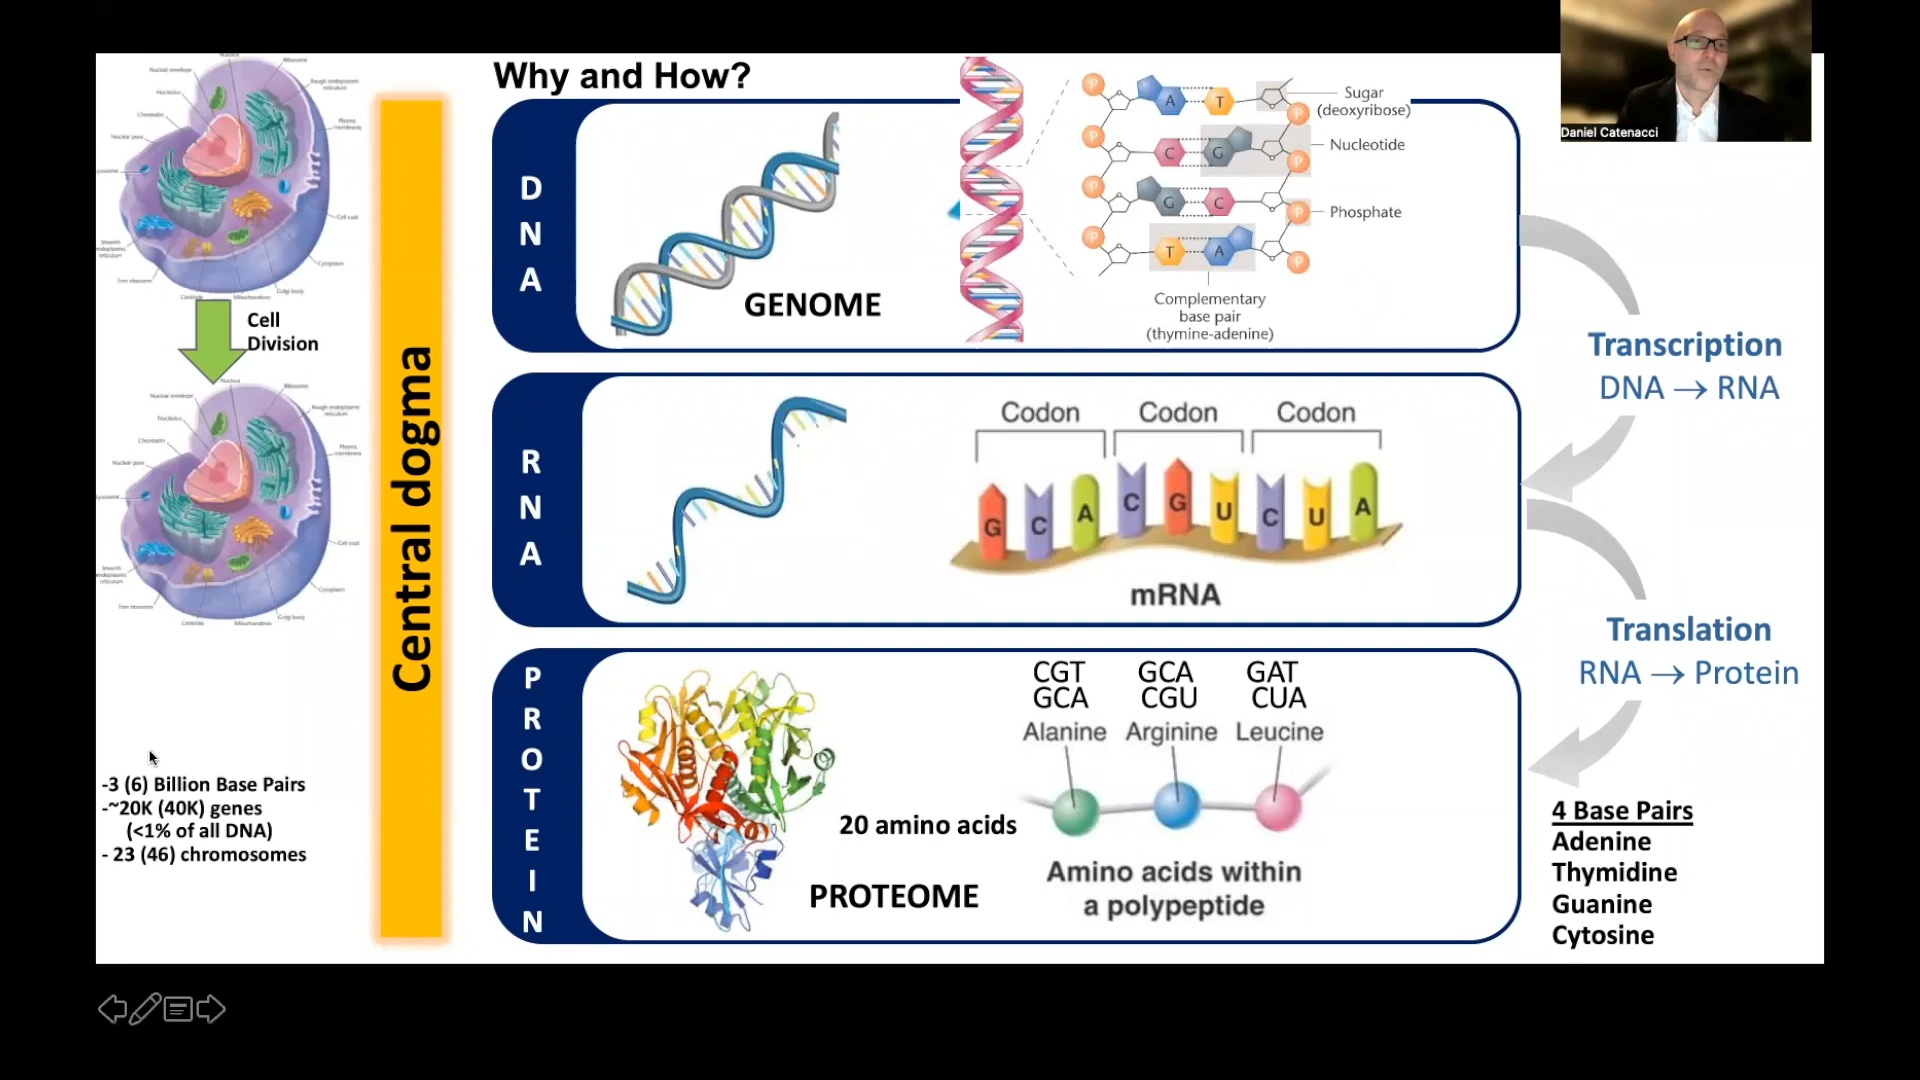 Why and How?
Daniel Catenacci
Cell
Division
-3 (6) Billion Base Pairs
-~20K (40K) genes
(<1% of all DNA)
- 23 (46) chromosomes
Central dogma
DNA
GENOME
P A T P
P C G P
P G C P
P T A P
Sugar
(deoxyribose)
Nucleotide
Phosphate
Complementary
base pair
(thymine-adenine)
Transcription
DNA → RNA
RNA
Codon Codon Codon
G C A C G U C U A
mRNA
Translation
RNA → Protein
PROTEIN
20 amino acids
PROTEOME
CGT GCA GAT
GCA CGU CUA
Alanine Arginine Leucine
Amino acids within
a polypeptide
4 Base Pairs
Adenine
Thymidine
Guanine
Cytosine